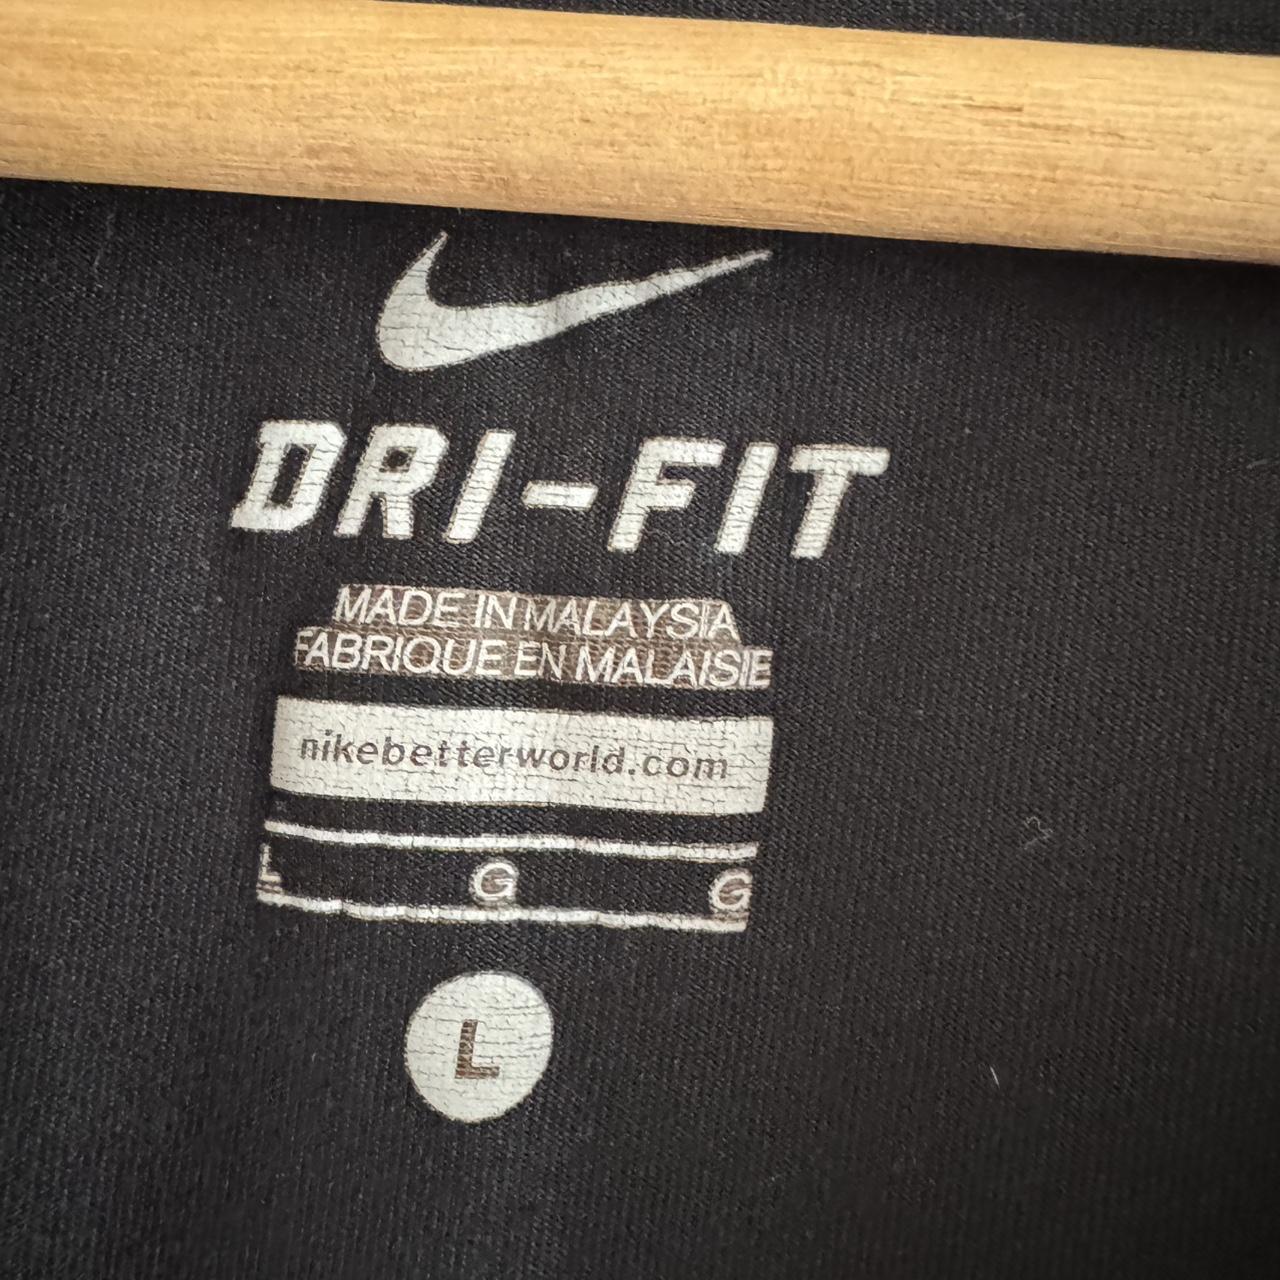 DRI-FIT
MADE IN MALAYSIA
FABRIQUE EN MALAISIE
nikebetterworld.com
L G G
L